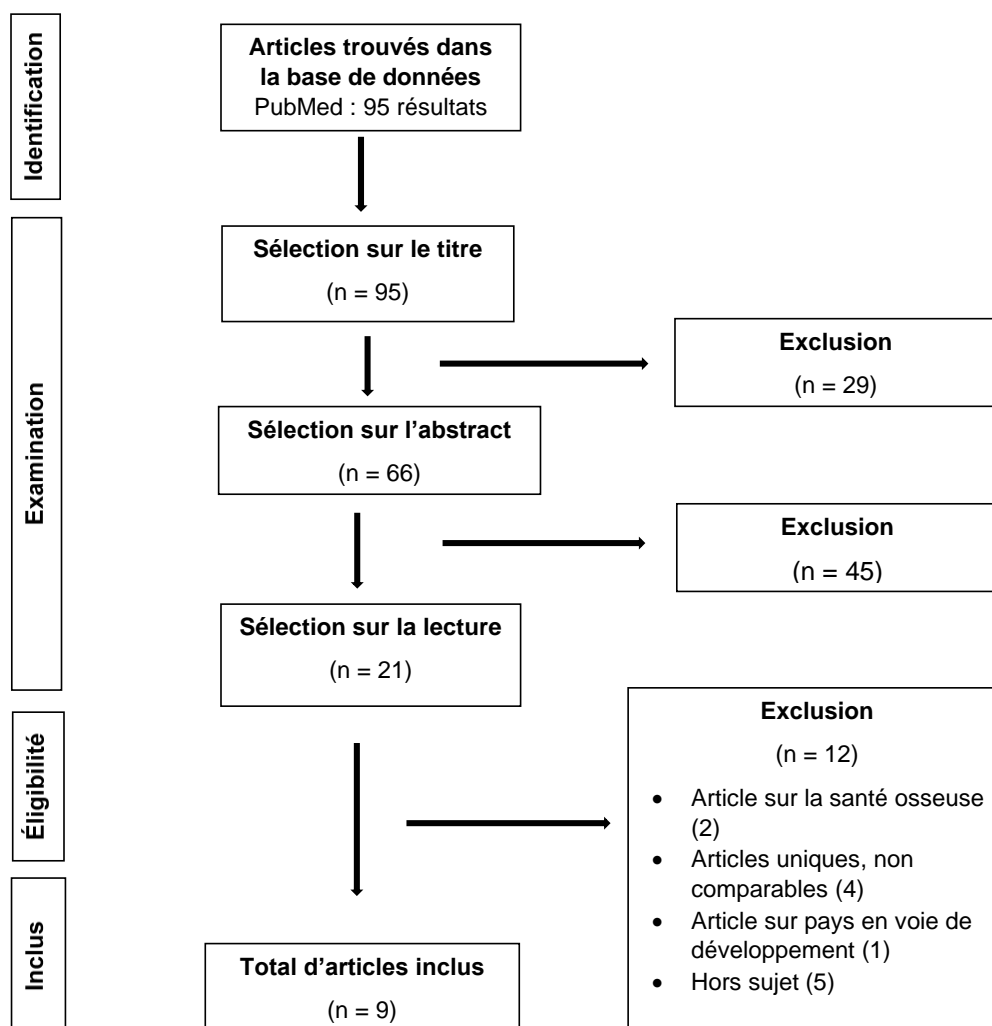 Identification
Articles trouvés dans
la base de données
PubMed : 95 résultats
Examination
Sélection sur le titre
(n = 95)
Exclusion
(n = 29)
Sélection sur l’abstract
(n = 66)
Exclusion
(n = 45)
Sélection sur la lecture
(n = 21)
Éligibilité
Exclusion
(n = 12)
• Article sur la santé osseuse
(2)
• Articles uniques, non
comparables (4)
• Article sur pays en voie de
développement (1)
• Hors sujet (5)
Inclus
Total d’articles inclus
(n = 9)